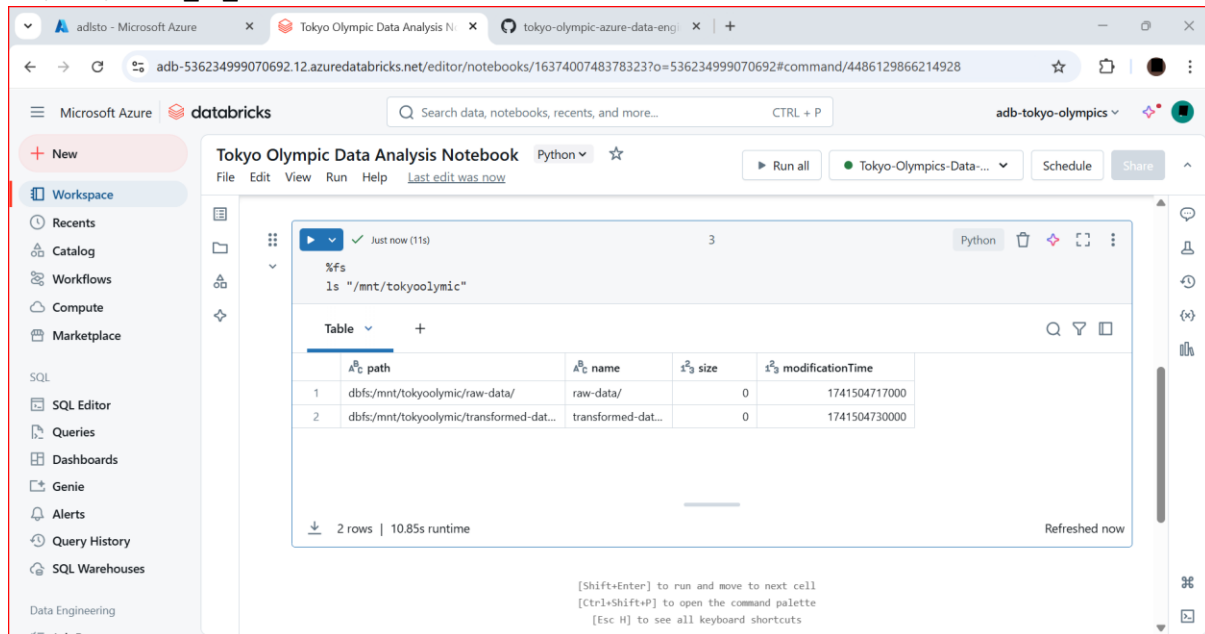 adlsto - Microsoft Azure
Tokyo Olympic Data Analysis No
tokyo-olympic-azure-data-engi
adb-536234999070692.12.azuredatabricks.net/editor/notebooks/1637400748378323?o=536234999070692#command/4486129866214928
Microsoft Azure databricks
Search data, notebooks, recents, and more... CTRL + P
adb-tokyo-olympics
New
Workspace
Recents
Catalog
Workflows
Compute
Marketplace
SQL
SQL Editor
Queries
Dashboards
Genie
Alerts
Query History
SQL Warehouses
Data Engineering
Tokyo Olympic Data Analysis Notebook Python
File Edit View Run Help Last edit was now
Run all Tokyo-Olympics-Data-... Schedule Share
Just now (11s) 3 Python
%fs
ls "/mnt/tokyoolymic"
Table +
path name size modificationTime
1 dbfs:/mnt/tokyoolymic/raw-data/ raw-data/ 0 1741504717000
2 dbfs:/mnt/tokyoolymic/transformed-dat... transformed-dat... 0 1741504730000
2 rows | 10.85s runtime Refreshed now
[Shift+Enter] to run and move to next cell
[Ctrl+Shift+P] to open the command palette
[Esc H] to see all keyboard shortcuts